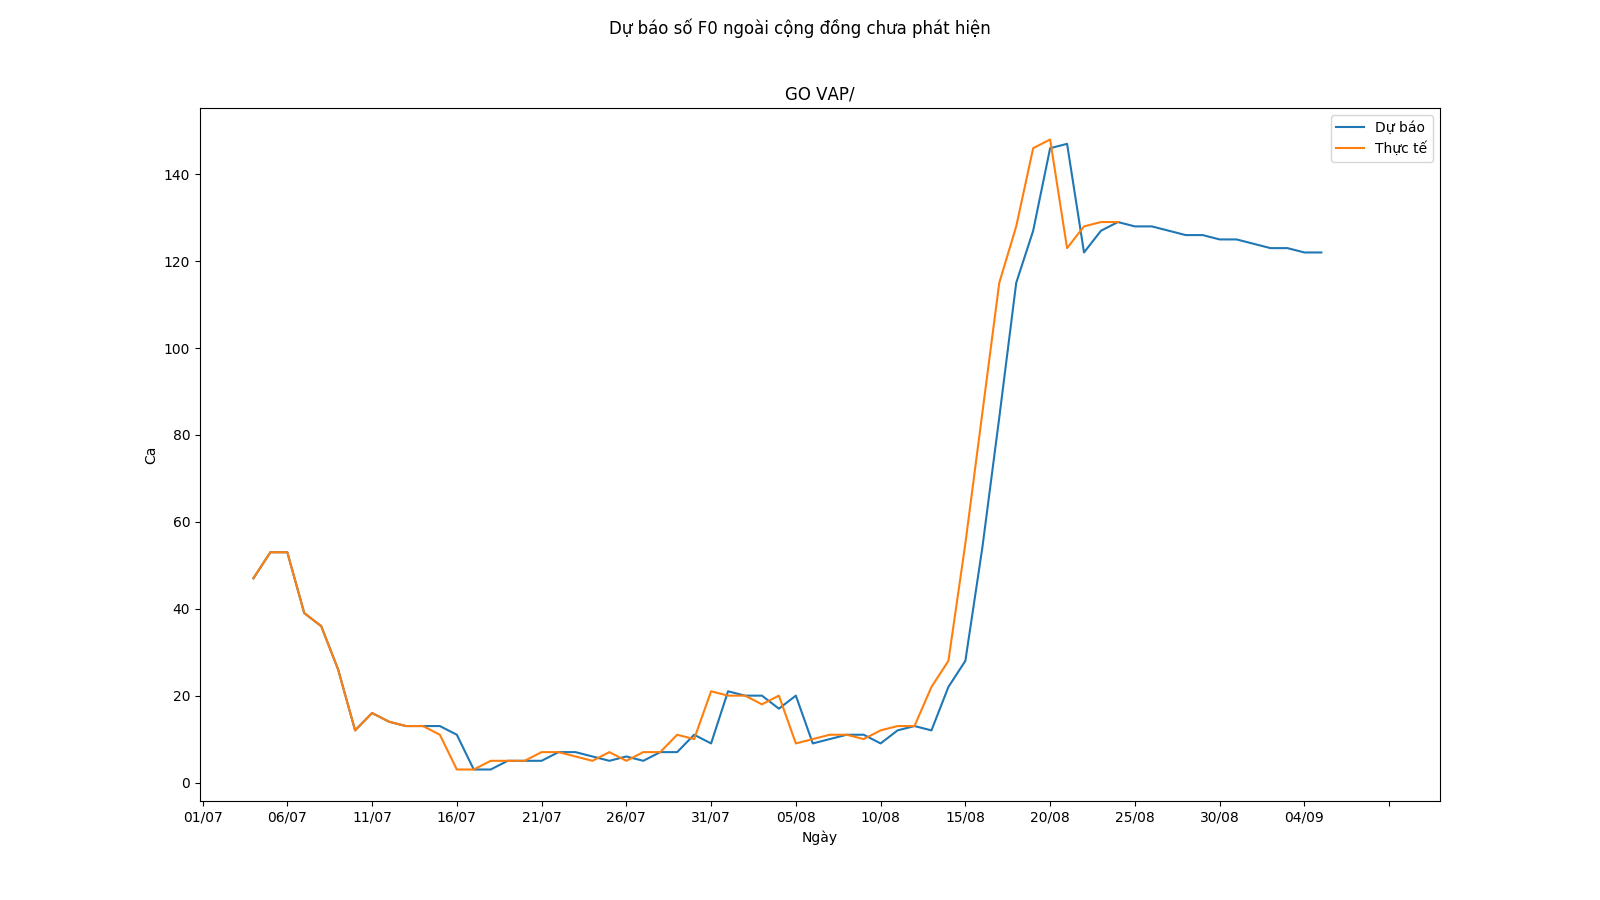 Dự báo số F0 ngoài cộng đồng chưa phát hiện
GO VAP/
Dự báo
Thực tế
140
120
100
80
60
40
20
0
Ca
01/07 06/07 11/07 16/07 21/07 26/07 31/07 05/08 10/08 15/08 20/08 25/08 30/08 04/09
Ngày